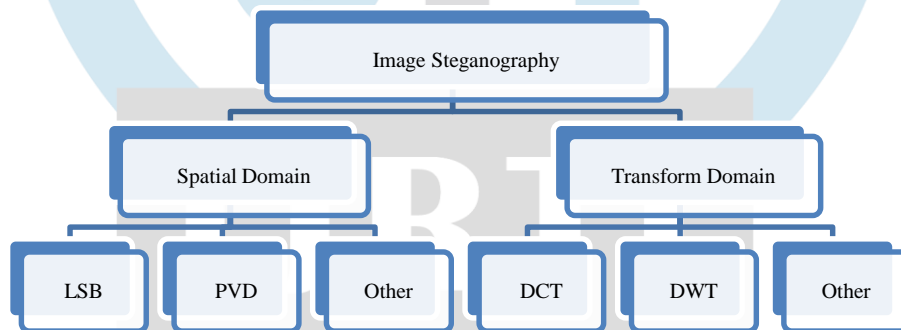 Image Steganography
Spatial Domain
Transform Domain
LSB
PVD
Other
DCT
DWT
Other